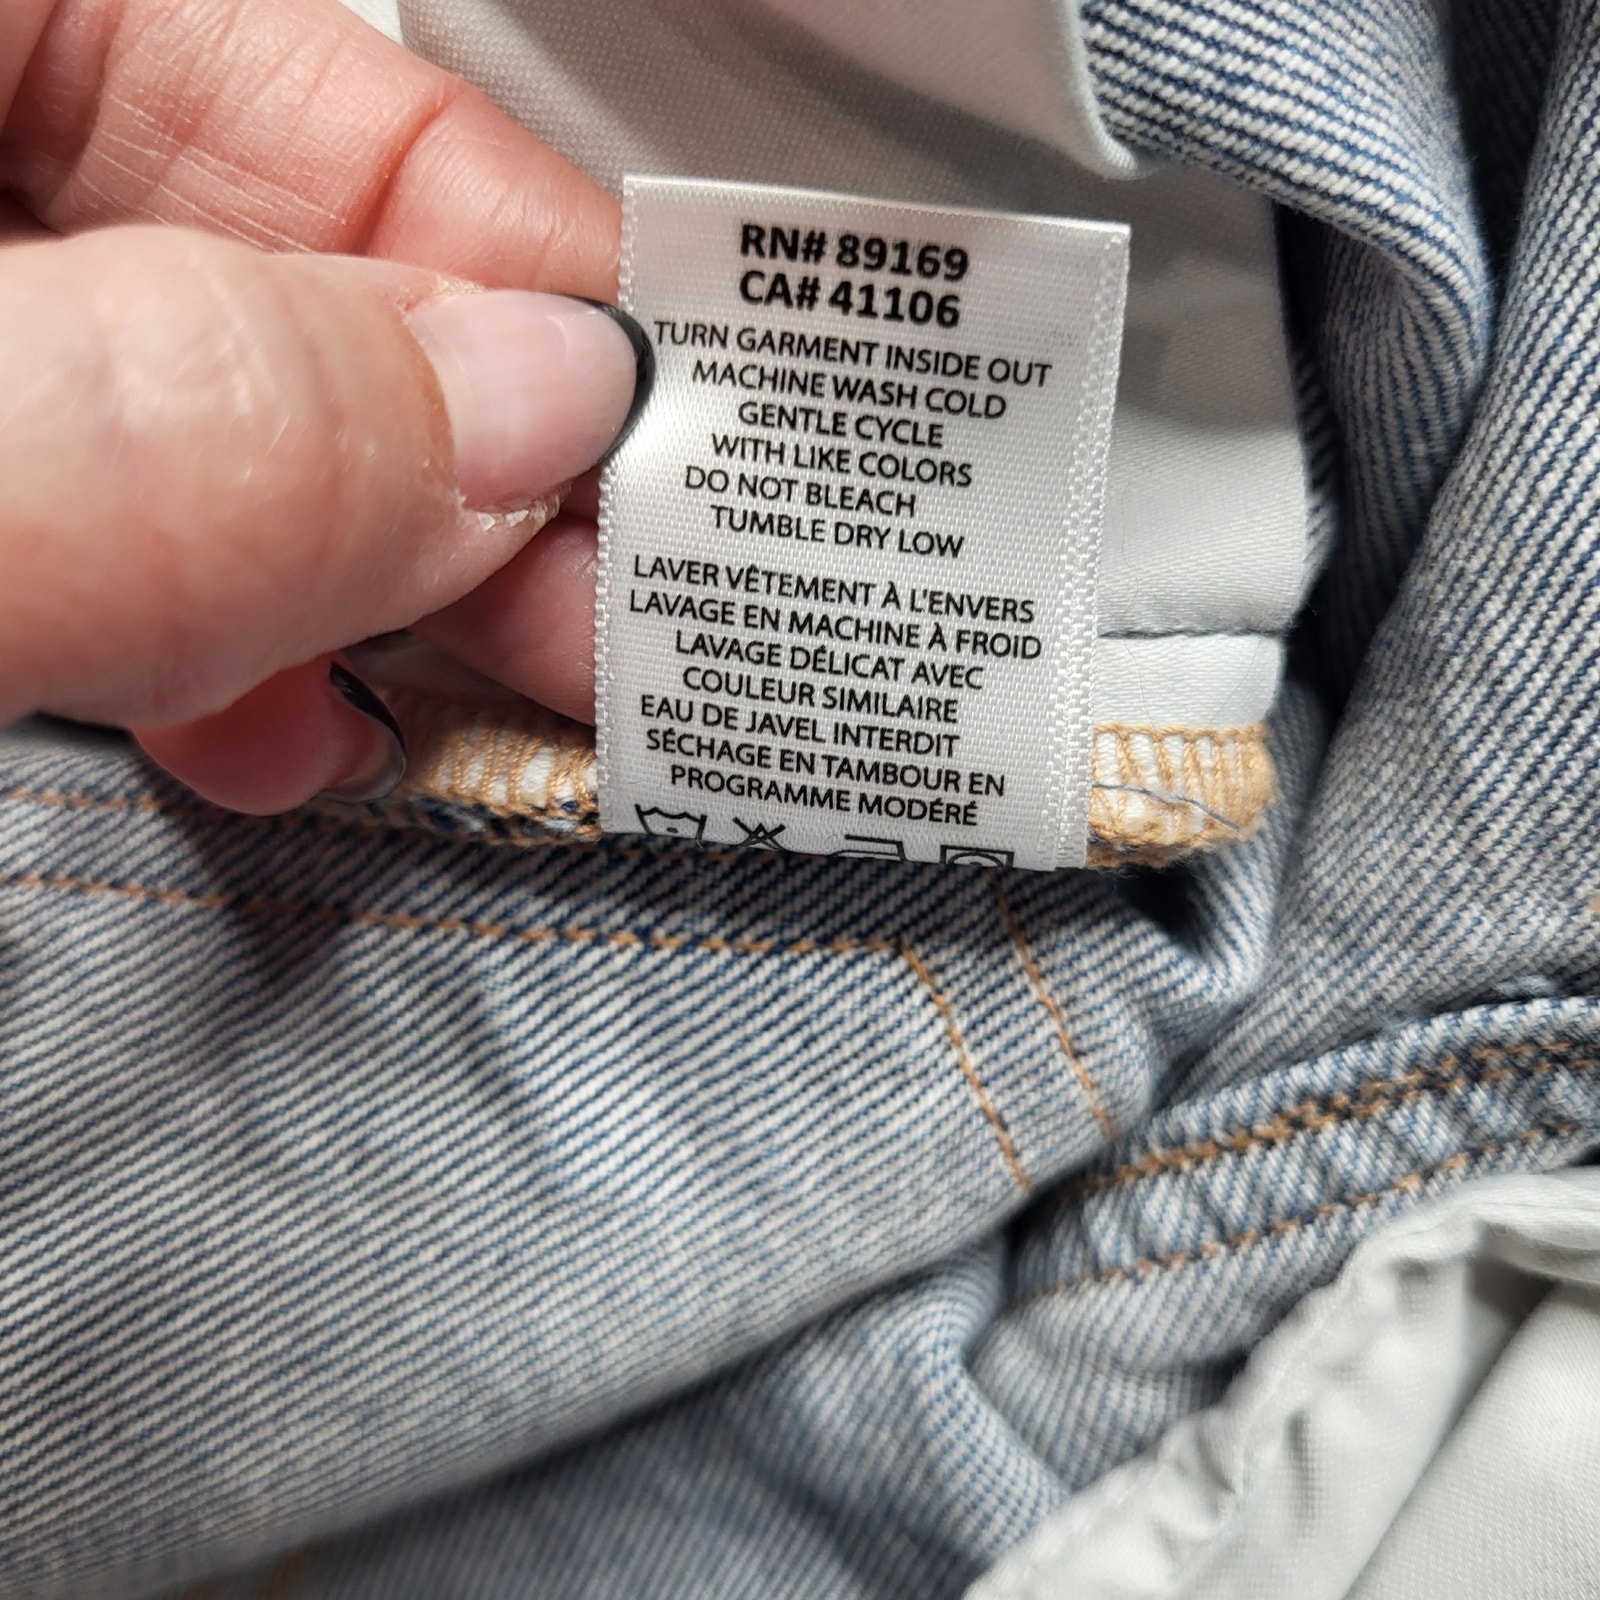 RN# 89169
CA# 41106
TURN GARMENT INSIDE OUT
MACHINE WASH COLD
GENTLE CYCLE
WITH LIKE COLORS
DO NOT BLEACH
TUMBLE DRY LOW
LAVER VÊTEMENT À L'ENVERS
LAVAGE EN MACHINE À FROID
LAVAGE DÉLICAT AVEC
COULEUR SIMILAIRE
EAU DE JAVEL INTERDIT
SÉCHAGE EN TAMBOUR EN
PROGRAMME MODÉRÉ